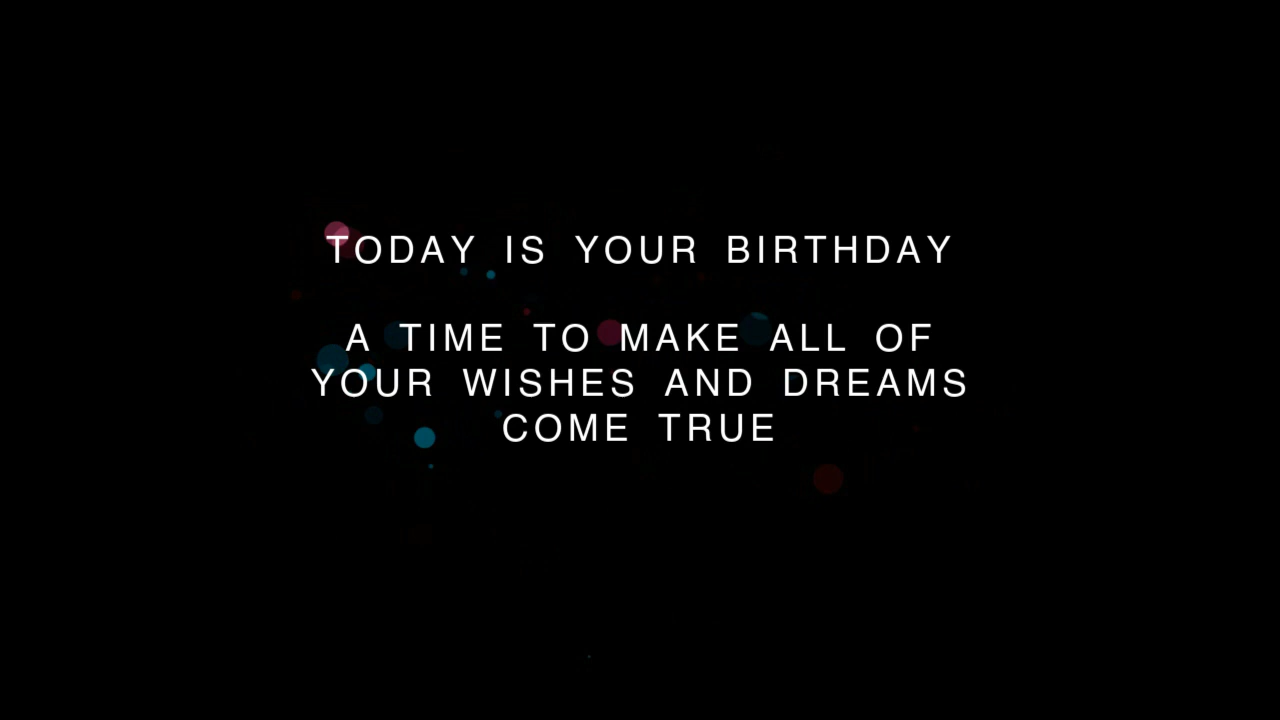 TODAY IS YOUR BIRTHDAY
A TIME TO MAKE ALL OF
YOUR WISHES AND DREAMS
COME TRUE